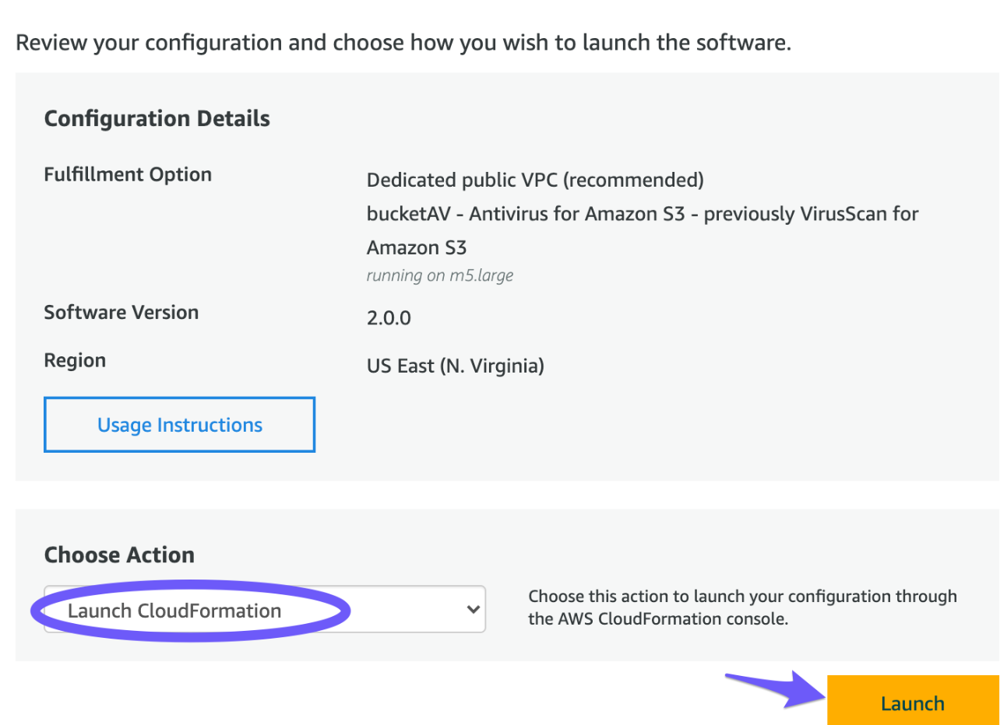 Review your configuration and choose how you wish to launch the software.
Configuration Details
Fulfillment Option
Dedicated public VPC (recommended)
bucketAV - Antivirus for Amazon S3 - previously VirusScan for
Amazon S3
running on m5.large
Software Version
2.0.0
Region
US East (N. Virginia)
Usage Instructions
Choose Action
Launch CloudFormation
Choose this action to launch your configuration through
the AWS CloudFormation console.
Launch